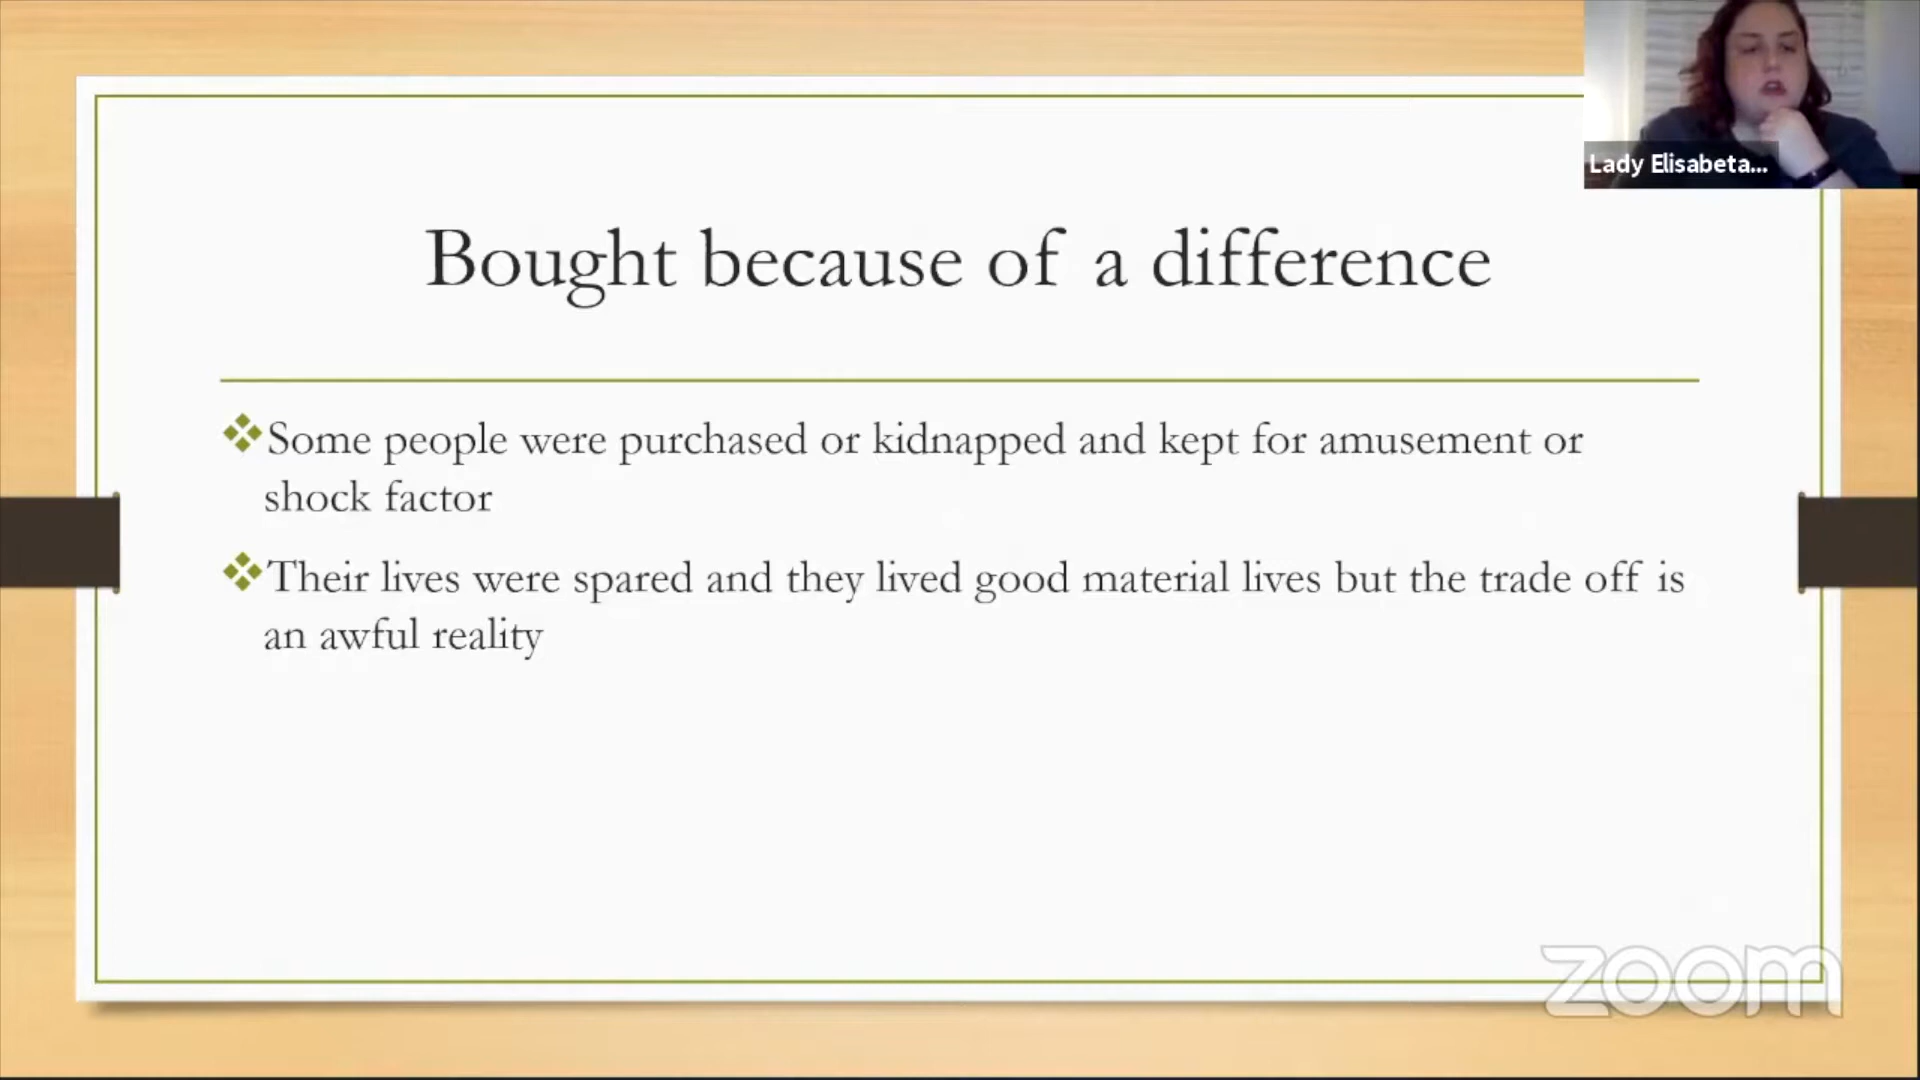 Lady Elisabeta...
Bought because of a difference
Some people were purchased or kidnapped and kept for amusement or
shock factor
Their lives were spared and they lived good material lives but the trade off is
an awful reality
zoom